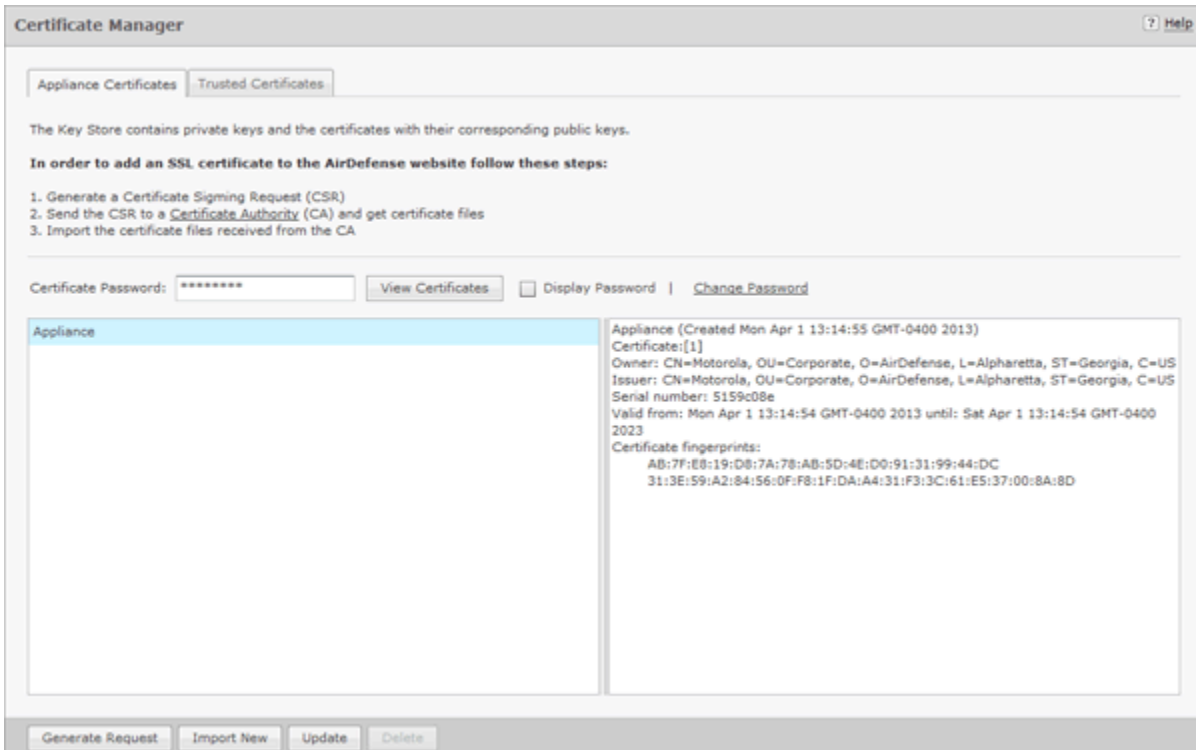 Certificate Manager
? Help
Appliance Certificates
Trusted Certificates
The Key Store contains private keys and the certificates with their corresponding public keys.
In order to add an SSL certificate to the AirDefense website follow these steps:
1. Generate a Certificate Signing Request (CSR)
2. Send the CSR to a Certificate Authority (CA) and get certificate files
3. Import the certificate files received from the CA
Certificate Password: ******** View Certificates Display Password | Change Password
Appliance
Appliance (Created Mon Apr 1 13:14:55 GMT-0400 2013)
Certificate:[1]
Owner: CN=Motorola, OU=Corporate, O=AirDefense, L=Alpharetta, ST=Georgia, C=US
Issuer: CN=Motorola, OU=Corporate, O=AirDefense, L=Alpharetta, ST=Georgia, C=US
Serial number: 5159c08e
Valid from: Mon Apr 1 13:14:54 GMT-0400 2013 until: Sat Apr 1 13:14:54 GMT-0400
2023
Certificate fingerprints:
AB:7F:E8:19:D8:7A:78:AB:5D:4E:D0:91:31:99:44:DC
31:3E:59:A2:84:56:0F:F8:1F:DA:A4:31:F3:3C:61:E5:37:00:8A:8D
Generate Request Import New Update Delete